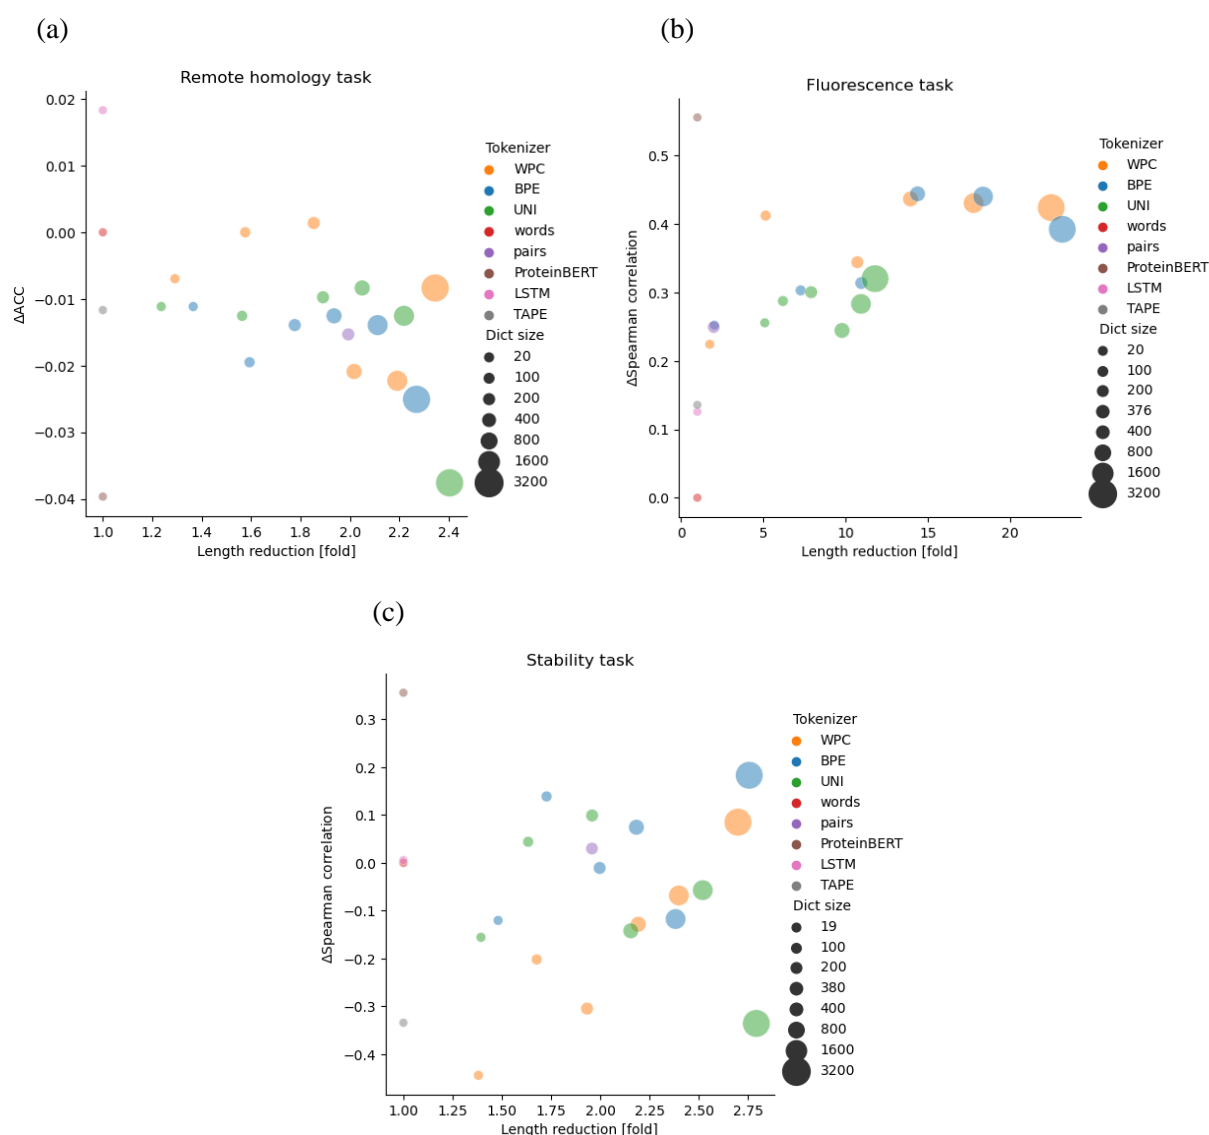 (a)
Remote homology task
0.02
0.01
0.00
−0.01
−0.02
−0.03
−0.04
ΔACC
1.0 1.2 1.4 1.6 1.8 2.0 2.2 2.4
Length reduction [fold]
Tokenizer
WPC
BPE
UNI
words
pairs
ProteinBERT
LSTM
TAPE
Dict size
20
100
200
400
800
1600
3200
(b)
Fluorescence task
0.5
0.4
0.3
0.2
0.1
0.0
ΔSpearman correlation
0 5 10 15 20
Length reduction [fold]
Tokenizer
WPC
BPE
UNI
words
pairs
ProteinBERT
LSTM
TAPE
Dict size
20
100
200
376
400
800
1600
3200
(c)
Stability task
0.3
0.2
0.1
0.0
−0.1
−0.2
−0.3
−0.4
ΔSpearman correlation
1.00 1.25 1.50 1.75 2.00 2.25 2.50 2.75
Length reduction [fold]
Tokenizer
WPC
BPE
UNI
words
pairs
ProteinBERT
LSTM
TAPE
Dict size
19
100
200
380
400
800
1600
3200